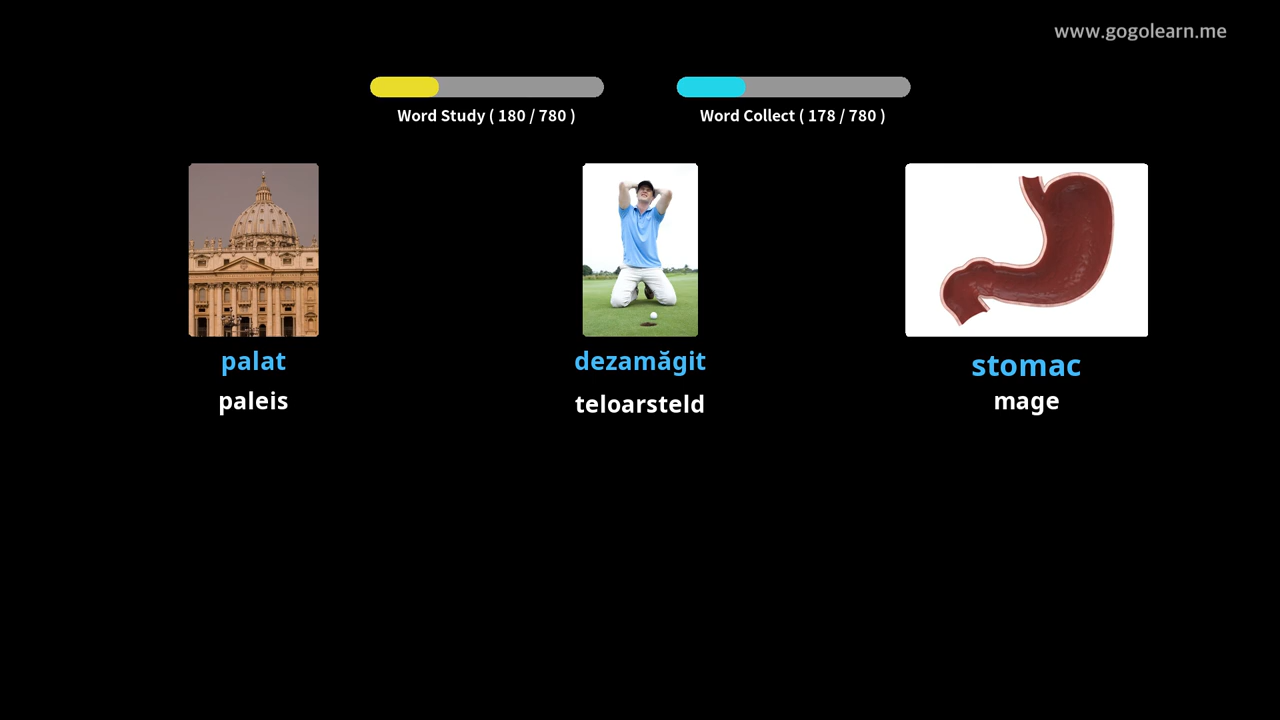 www.gogolearn.me
Word Study ( 180 / 780 )
Word Collect ( 178 / 780 )
palat
paleis
dezamăgit
teloarsteld
stomac
mage